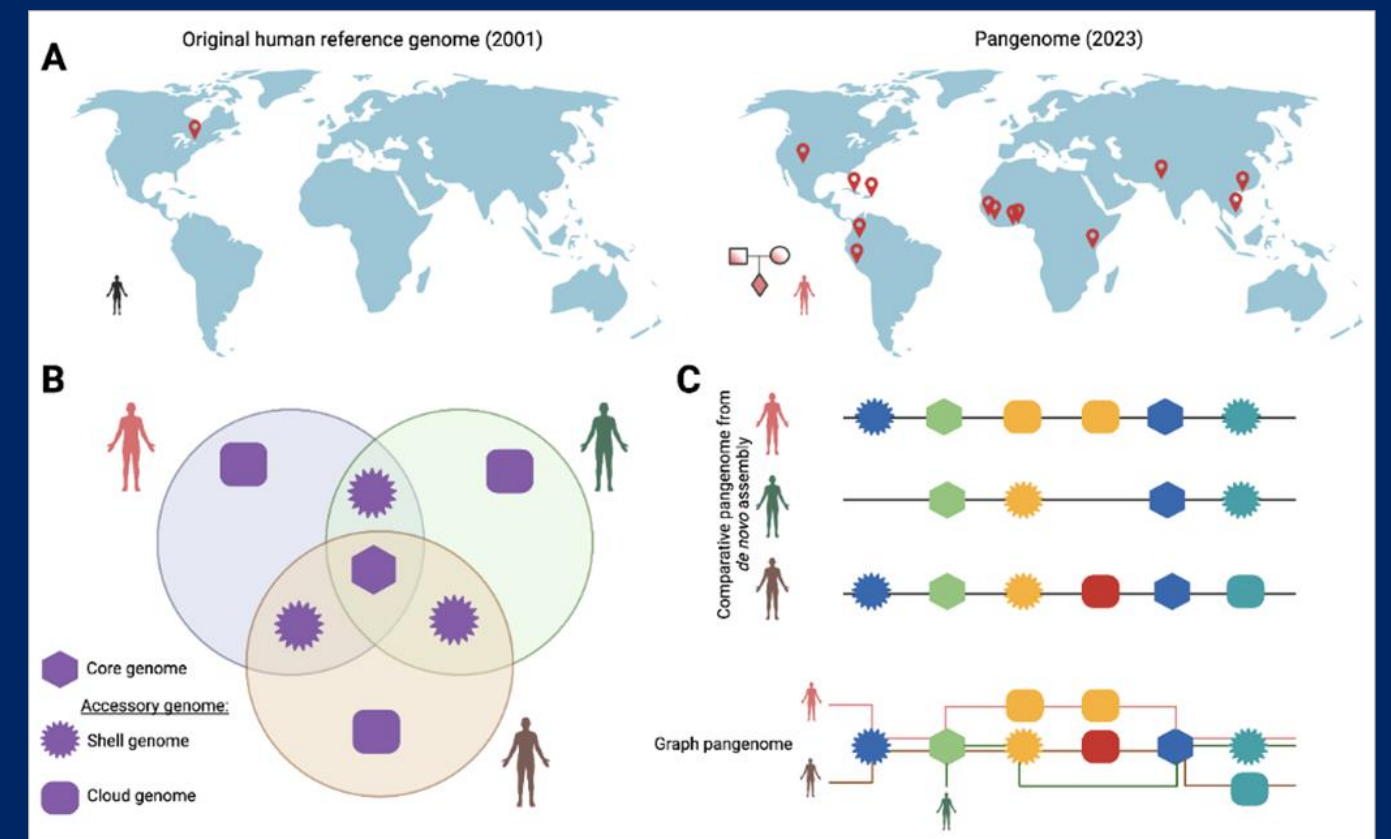 A
Original human reference genome (2001)
Pangenome (2023)
B
Core genome
Accessory genome:
Shell genome
Cloud genome
C
Comparative pangenome from
de novo assembly
Graph pangenome